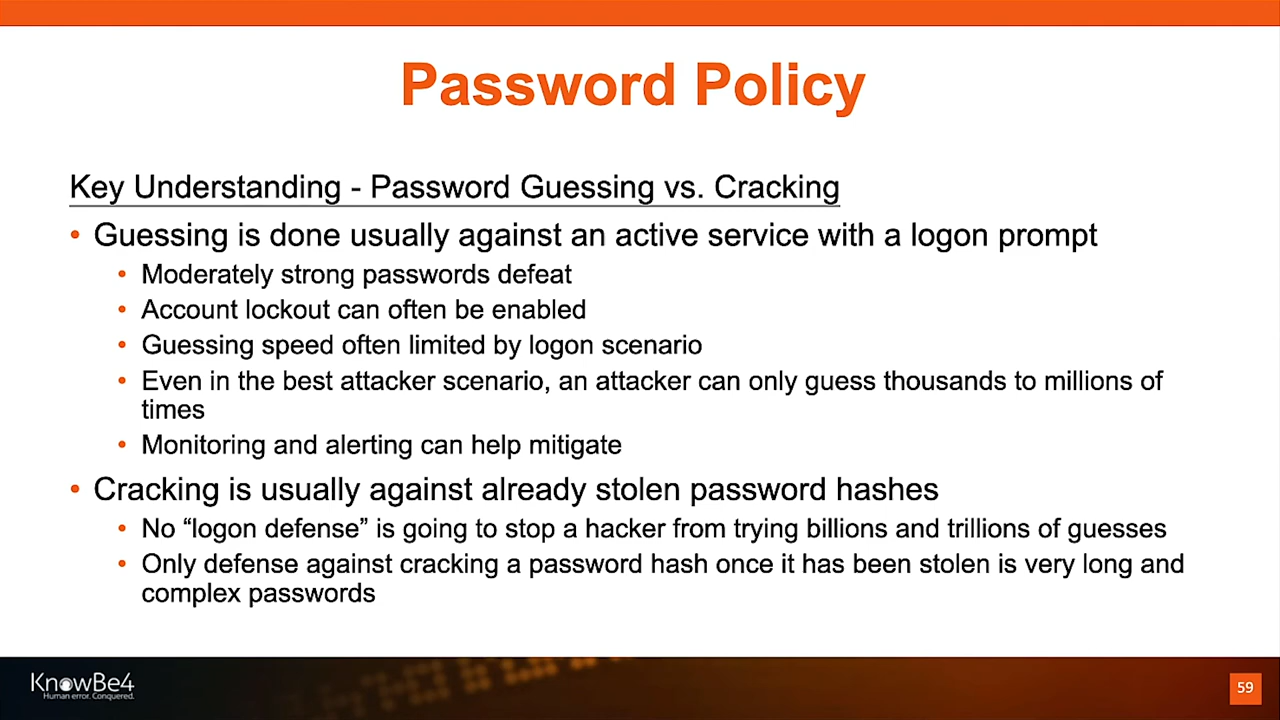 Password Policy
Key Understanding - Password Guessing vs. Cracking
• Guessing is done usually against an active service with a logon prompt
• Moderately strong passwords defeat
• Account lockout can often be enabled
• Guessing speed often limited by logon scenario
• Even in the best attacker scenario, an attacker can only guess thousands to millions of
times
• Monitoring and alerting can help mitigate
• Cracking is usually against already stolen password hashes
• No “logon defense” is going to stop a hacker from trying billions and trillions of guesses
• Only defense against cracking a password hash once it has been stolen is very long and
complex passwords
KnowBe4
Human error. Conquered.
59